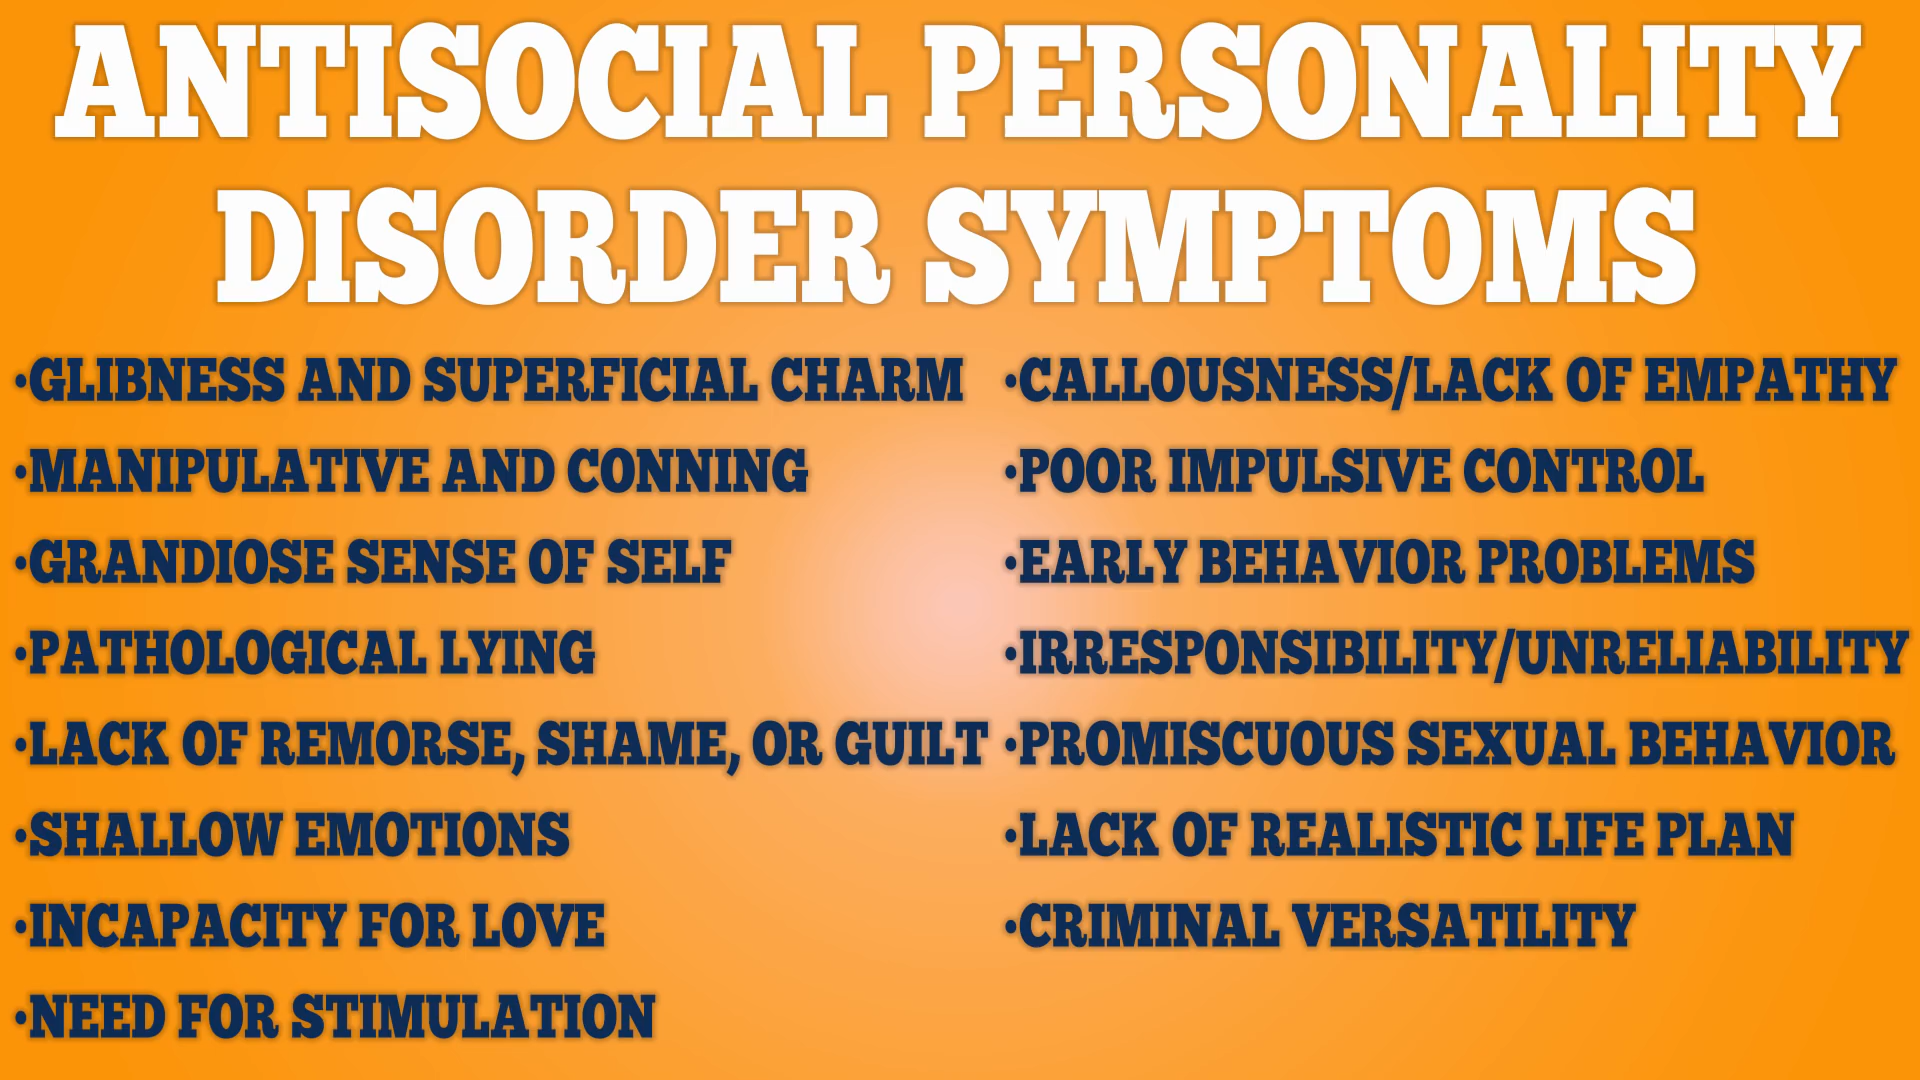 ANTISOCIAL PERSONALITY
DISORDER SYMPTOMS
·GLIBNESS AND SUPERFICIAL CHARM
·MANIPULATIVE AND CONNING
·GRANDIOSE SENSE OF SELF
·PATHOLOGICAL LYING
·LACK OF REMORSE, SHAME, OR GUILT
·SHALLOW EMOTIONS
·INCAPACITY FOR LOVE
·NEED FOR STIMULATION
·CALLOUSNESS/LACK OF EMPATHY
·POOR IMPULSIVE CONTROL
·EARLY BEHAVIOR PROBLEMS
·IRRESPONSIBILITY/UNRELIABILITY
·PROMISCUOUS SEXUAL BEHAVIOR
·LACK OF REALISTIC LIFE PLAN
·CRIMINAL VERSATILITY